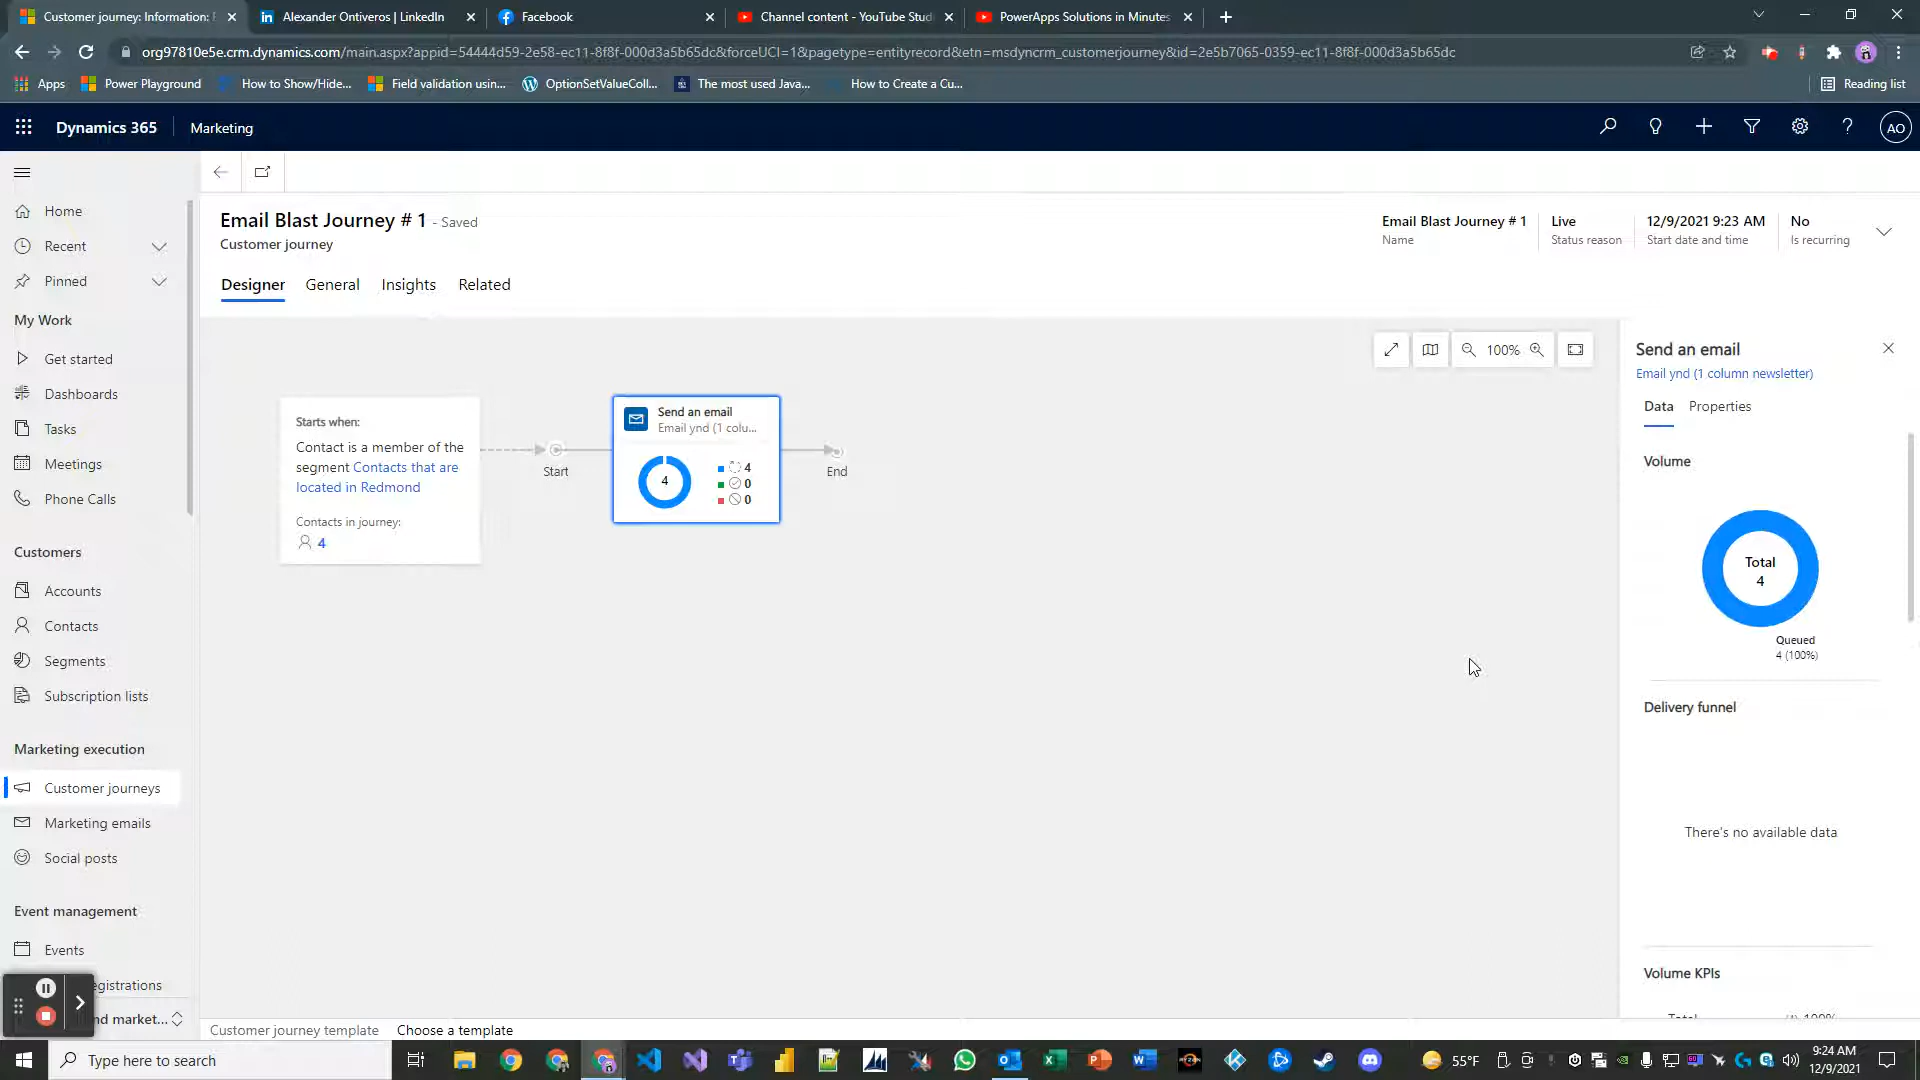 Customer journey: Information: E
Alexander Ontiveros | LinkedIn
Facebook
Channel content - YouTube Stud
PowerApps Solutions in Minutes
org97810e5e.crm.dynamics.com/main.aspx?appid=54444d59-2e58-ec11-8f8f-000d3a5b65dc&forceUCI=1&pagetype=entityrecord&etn=msdyncrm_customerjourney&id=2e5b7065-0359-ec11-8f8f-000d3a5b65dc
Apps
Power Playground
How to Show/Hide...
Field validation usin...
OptionSetValueColl...
The most used Java...
How to Create a Cu...
Reading list
Dynamics 365
Marketing
AO
Home
Recent
Pinned
My Work
Get started
Dashboards
Tasks
Meetings
Phone Calls
Customers
Accounts
Contacts
Segments
Subscription lists
Marketing execution
Customer journeys
Marketing emails
Social posts
Event management
Events
egistrations
nd market...
Email Blast Journey # 1 - Saved
Customer journey
Email Blast Journey # 1
Name
Live
Status reason
12/9/2021 9:23 AM
Start date and time
No
Is recurring
Designer
General
Insights
Related
100%
Starts when:
Contact is a member of the
segment Contacts that are
located in Redmond
Contacts in journey:
4
Start
Send an email
Email ynd (1 colu...
4
4
0
0
End
Send an email
Email ynd (1 column newsletter)
Data
Properties
Volume
Total
4
Queued
4 (100%)
Delivery funnel
There's no available data
Volume KPIs
Total
100%
Customer journey template
Choose a template
Type here to search
55°F
9:24 AM
12/9/2021